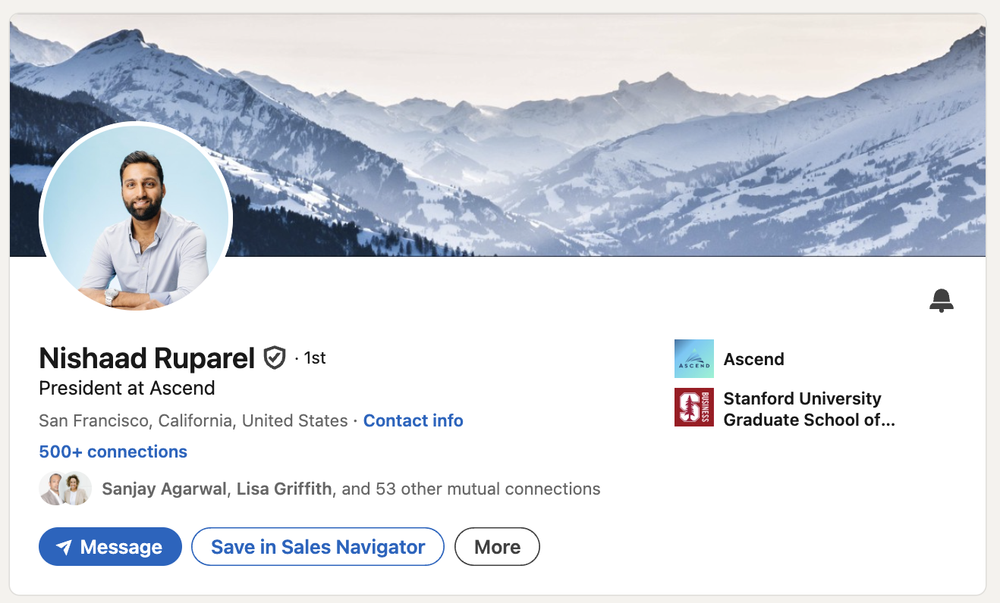 Nishaad Ruparel · 1st
President at Ascend
San Francisco, California, United States · Contact info
500+ connections
Sanjay Agarwal, Lisa Griffith, and 53 other mutual connections
Message
Save in Sales Navigator
More
ASCEND
Ascend
S
BUSINESS
Stanford University
Graduate School of...